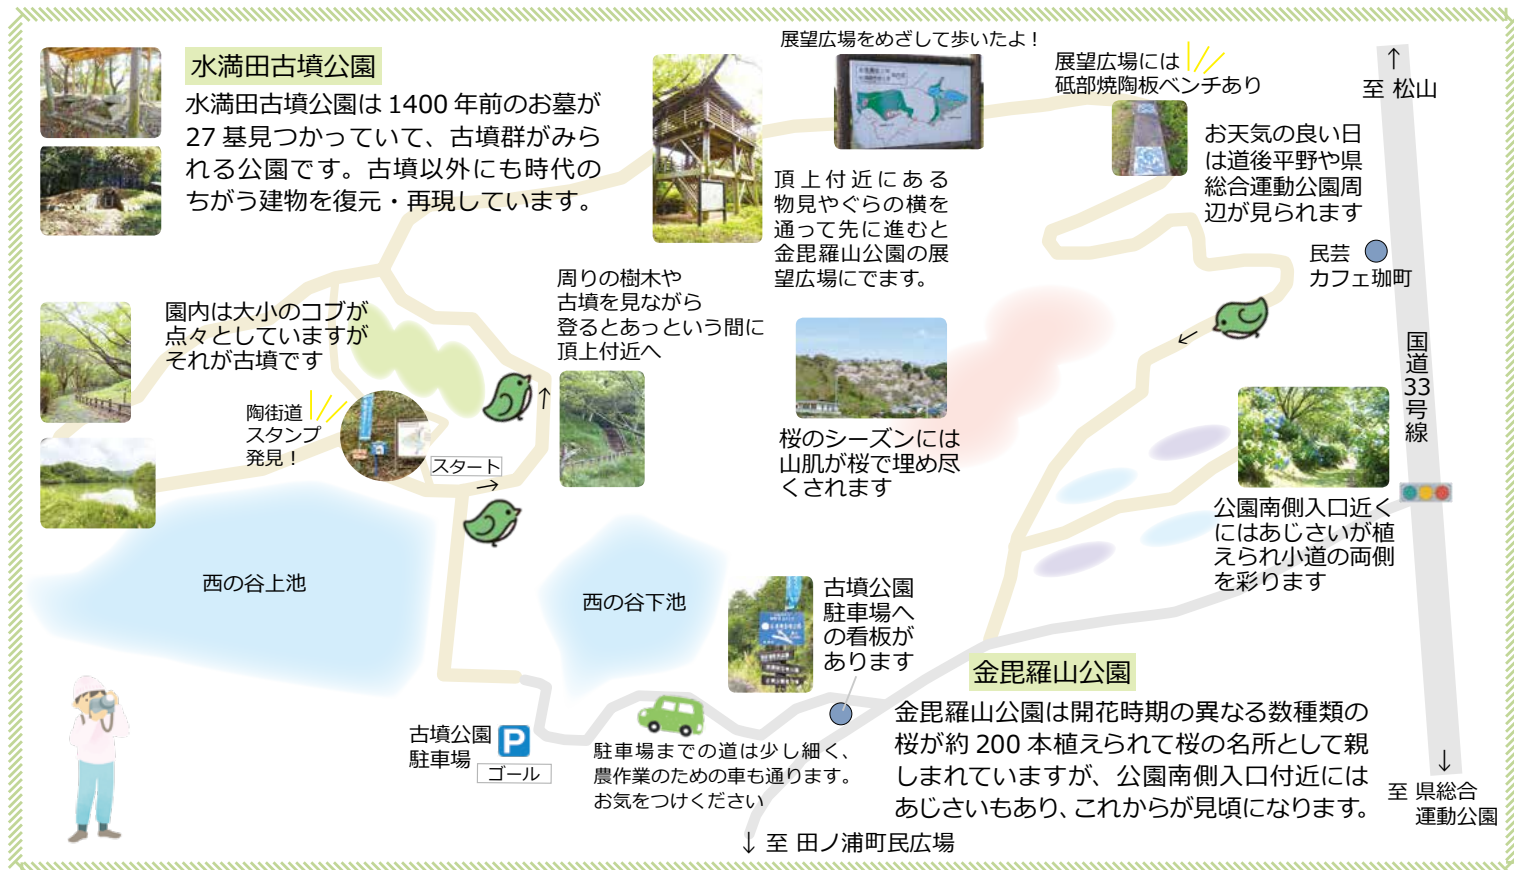 水満田古墳公園
水満田古墳公園は 1400 年前のお墓が
27 基見つかっていて、古墳群がみら
れる公園です。古墳以外にも時代の
ちがう建物を復元・再現しています。
展望広場をめざして歩いたよ！
頂上付近にある
物見やぐらの横を
通って先に進むと
金毘羅山公園の展
望広場にでます。
展望広場には
砥部焼陶板ベンチあり
お天気の良い日
は道後平野や県
総合運動公園周
辺が見られます
↑
至 松山
民芸
カフェ珈町
国道33号線
園内は大小のコブが
点々としていますが
それが古墳です
周りの樹木や
古墳を見ながら
登るとあっという間に
頂上付近へ
陶街道
スタンプ
発見！
スタート
→
↑
←
桜のシーズンには
山肌が桜で埋め尽
くされます
公園南側入口近く
にはあじさいが植
えられ小道の両側
を彩ります
西の谷上池
西の谷下池
古墳公園
駐車場へ
の看板が
あります
古墳公園
駐車場
P
ゴール
駐車場までの道は少し細く、
農作業のための車も通ります。
お気をつけください
金毘羅山公園
金毘羅山公園は開花時期の異なる数種類の
桜が約 200 本植えられて桜の名所として親
しまれていますが、公園南側入口付近には
あじさいもあり、これからが見頃になります。
↓
至 県総合
運動公園
↓ 至 田ノ浦町民広場